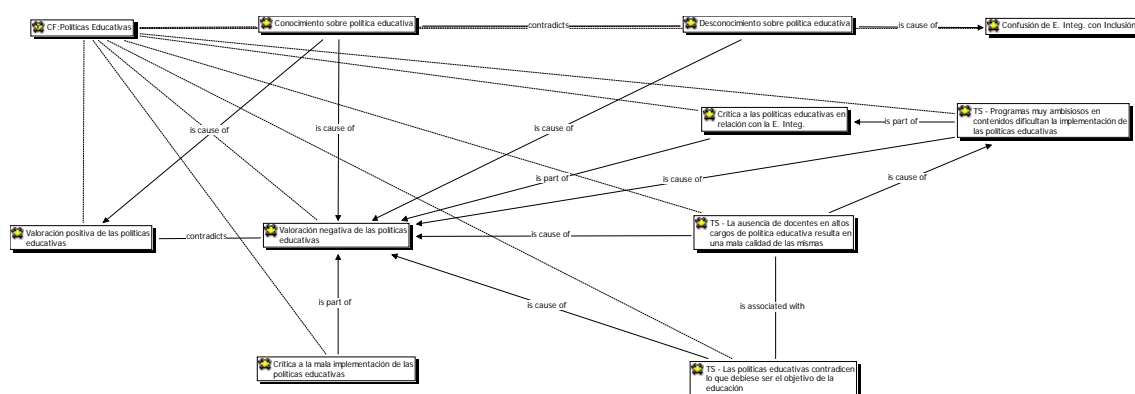 CF:Políticas Educativas
Conocimiento sobre política educativa
contradicts
Desconocimiento sobre política educativa
is cause of
Confusión de E. Integ. con Inclusión
Crítica a las políticas educativas en
relación con la E. Integ.
is part of
TS - Programas muy ambisiosos en
contenidos dificultan la implementación de
las políticas educativas
is cause of
is cause of
is cause of
is part of
is cause of
is cause of
Valoración positiva de las políticas
educativas
contradicts
Valoración negativa de las políticas
educativas
is cause of
TS - La ausencia de docentes en altos
cargos de política educativa resulta en
una mala calidad de las mismas
is part of
is cause of
is associated with
Crítica a la mala implementación de las
políticas educativas
TS - Las políticas educativas contradicen
lo que debiese ser el objetivo de la
educación